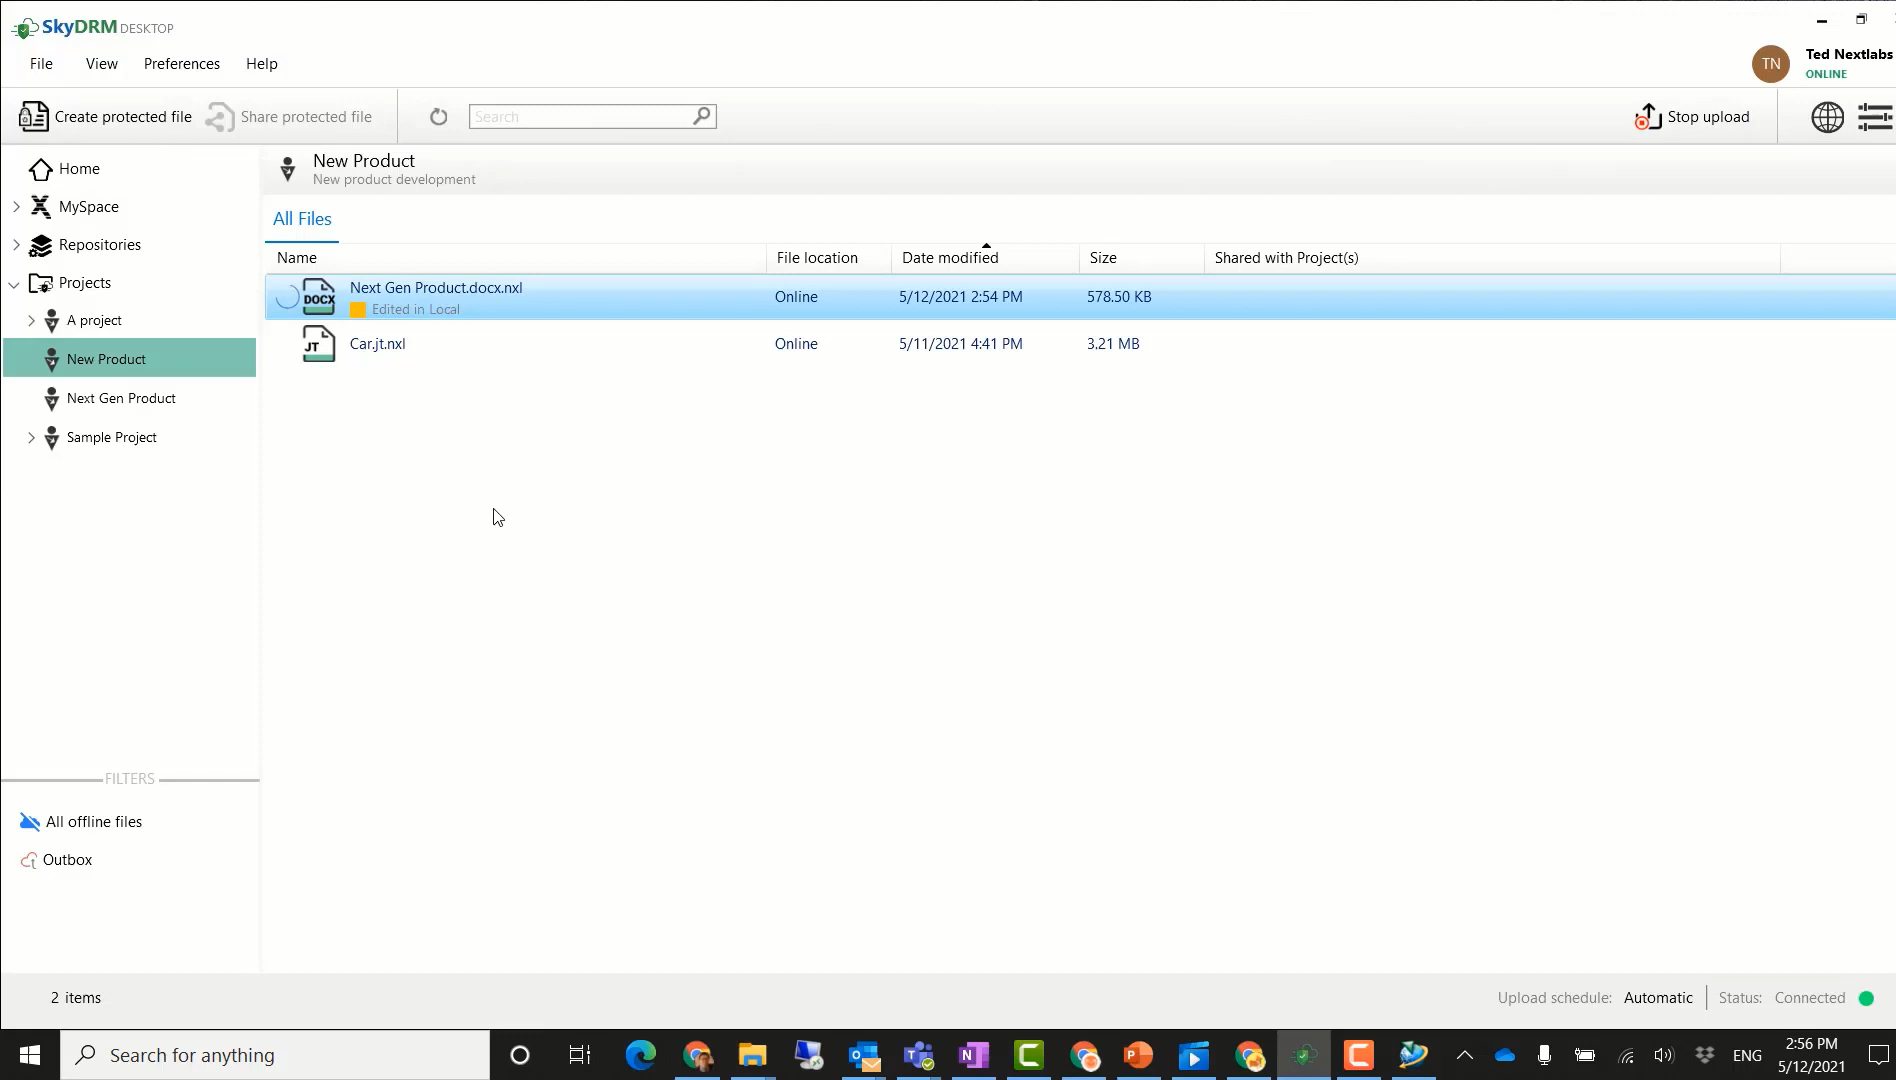 SkyDRM DESKTOP
File View Preferences Help
TN
Ted Nextlabs
ONLINE
Create protected file
Share protected file
Search
Stop upload
Home
MySpace
Repositories
Projects
A project
New Product
Next Gen Product
Sample Project
FILTERS
All offline files
Outbox
New Product
New product development
All Files
Name File location Date modified Size Shared with Project(s)
DOCX
Next Gen Product.docx.nxl
Edited in Local
Online 5/12/2021 2:54 PM 578.50 KB
JT
Car.jt.nxl Online 5/11/2021 4:41 PM 3.21 MB
2 items
Upload schedule: Automatic Status: Connected
Search for anything
ENG
2:56 PM
5/12/2021